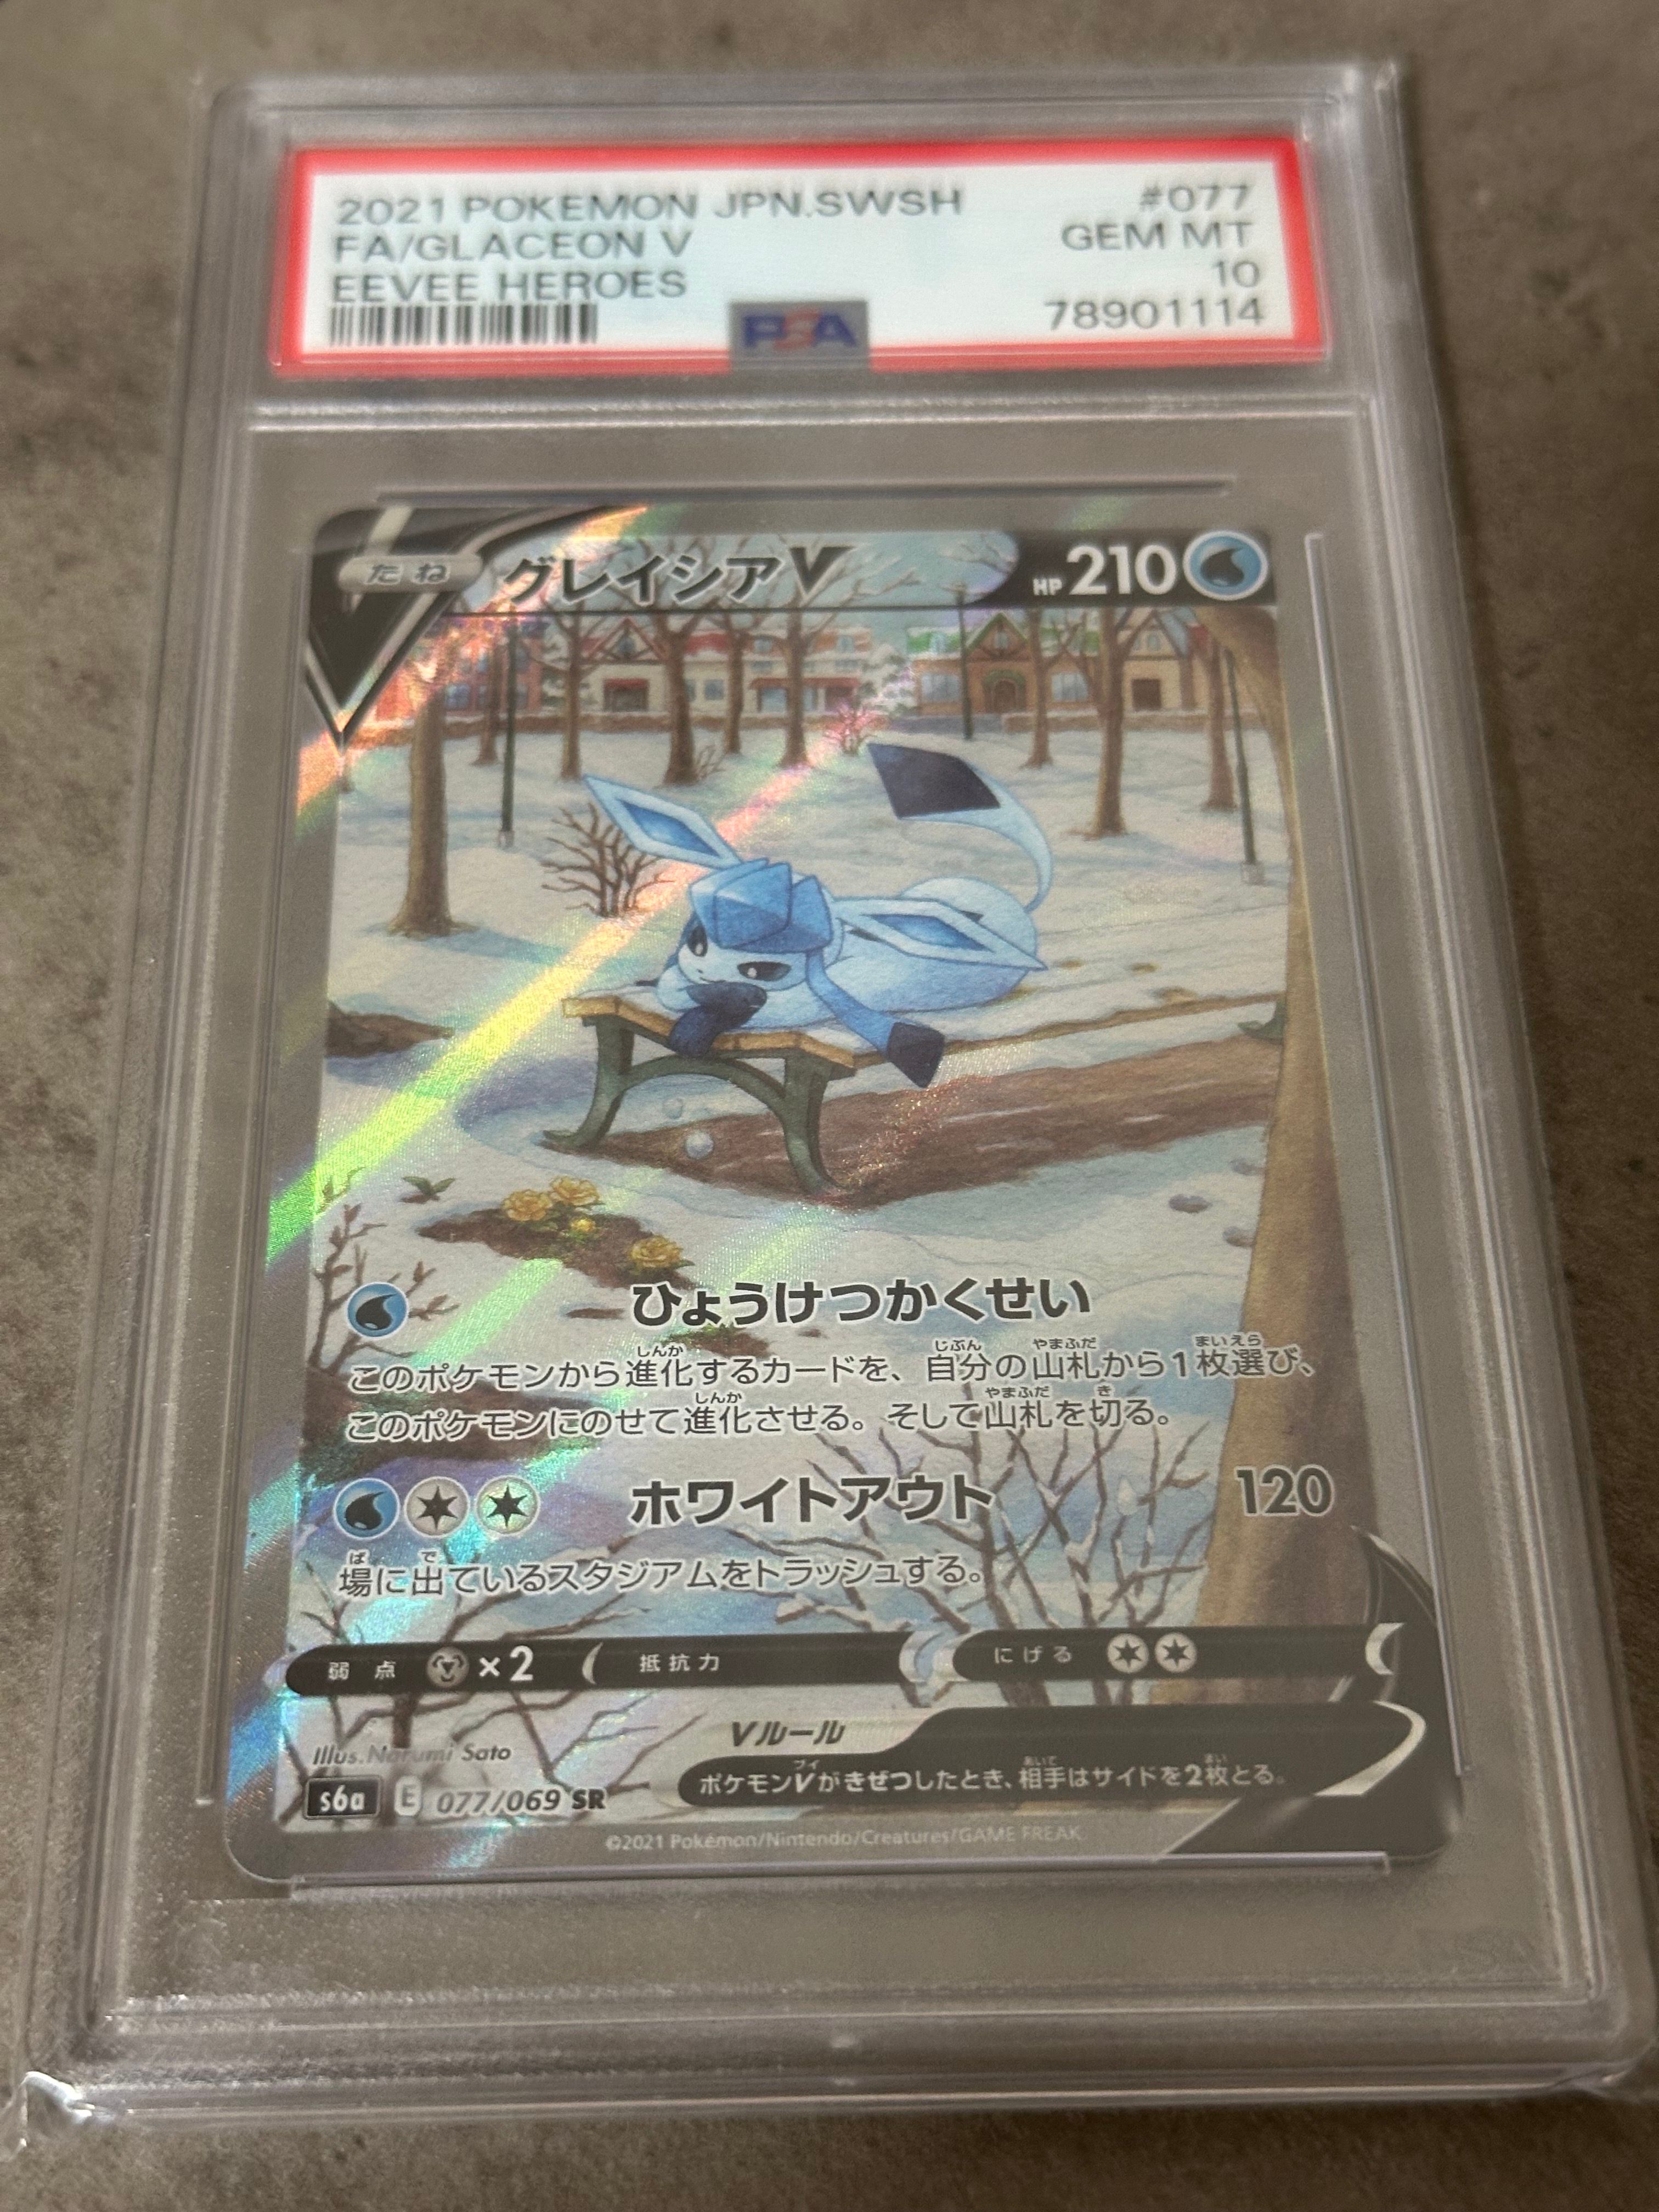 2021 POKEMON JPN.SWSH #077
FA/GLACEON V GEM MT
EEVEE HEROES 10
PSA 78901114
たね グレイシアV HP 210
ひょうけつかくせい
しんか じぶん やまふだ まいえら
このポケモンから進化するカードを、自分の山札から1枚選び、
しんか やまふだ き
このポケモンにのせて進化させる。そして山札を切る。
ホワイトアウト 120
ば で
場に出ているスタジアムをトラッシュする。
弱点 ×2 抵抗力 にげる
Vルール
ブイ あいて まい
ポケモンVがきぜつしたとき、相手はサイドを2枚とる。
Illus. Narumi Sato
s6a E 077/069 SR
©2021 Pokémon/Nintendo/Creatures/GAME FREAK